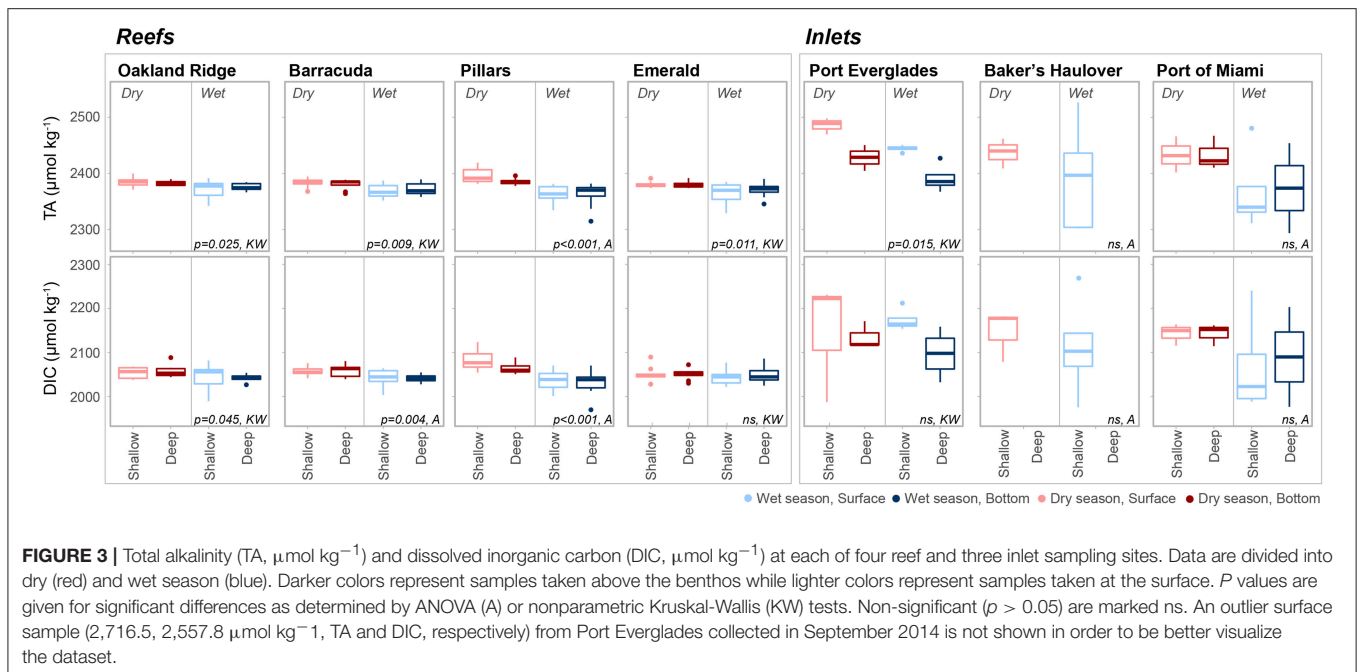 Reefs Inlets
Oakland Ridge Barracuda Pillars Emerald Port Everglades Baker's Haulover Port of Miami
Dry Wet Dry Wet Dry Wet Dry Wet Dry Wet Dry Wet Dry Wet
TA (μmol kg⁻¹)
2500
2400
2300
p=0.025, KW p=0.009, KW p<0.001, A p=0.011, KW p=0.015, KW ns, A ns, A
DIC (μmol kg⁻¹)
2300
2200
2100
2000
p=0.045, KW p=0.004, A p<0.001, A ns, KW ns, KW ns, A ns, A
Shallow Deep Shallow Deep Shallow Deep Shallow Deep Shallow Deep Shallow Deep Shallow Deep Shallow Deep Shallow Deep Shallow Deep Shallow Deep Shallow Deep Shallow Deep Shallow Deep
Wet season, Surface Wet season, Bottom Dry season, Surface Dry season, Bottom
FIGURE 3 | Total alkalinity (TA, μmol kg⁻¹) and dissolved inorganic carbon (DIC, μmol kg⁻¹) at each of four reef and three inlet sampling sites. Data are divided into
dry (red) and wet season (blue). Darker colors represent samples taken above the benthos while lighter colors represent samples taken at the surface. P values are
given for significant differences as determined by ANOVA (A) or nonparametric Kruskal-Wallis (KW) tests. Non-significant (p > 0.05) are marked ns. An outlier surface
sample (2,716.5, 2,557.8 μmol kg−1, TA and DIC, respectively) from Port Everglades collected in September 2014 is not shown in order to be better visualize
the dataset.